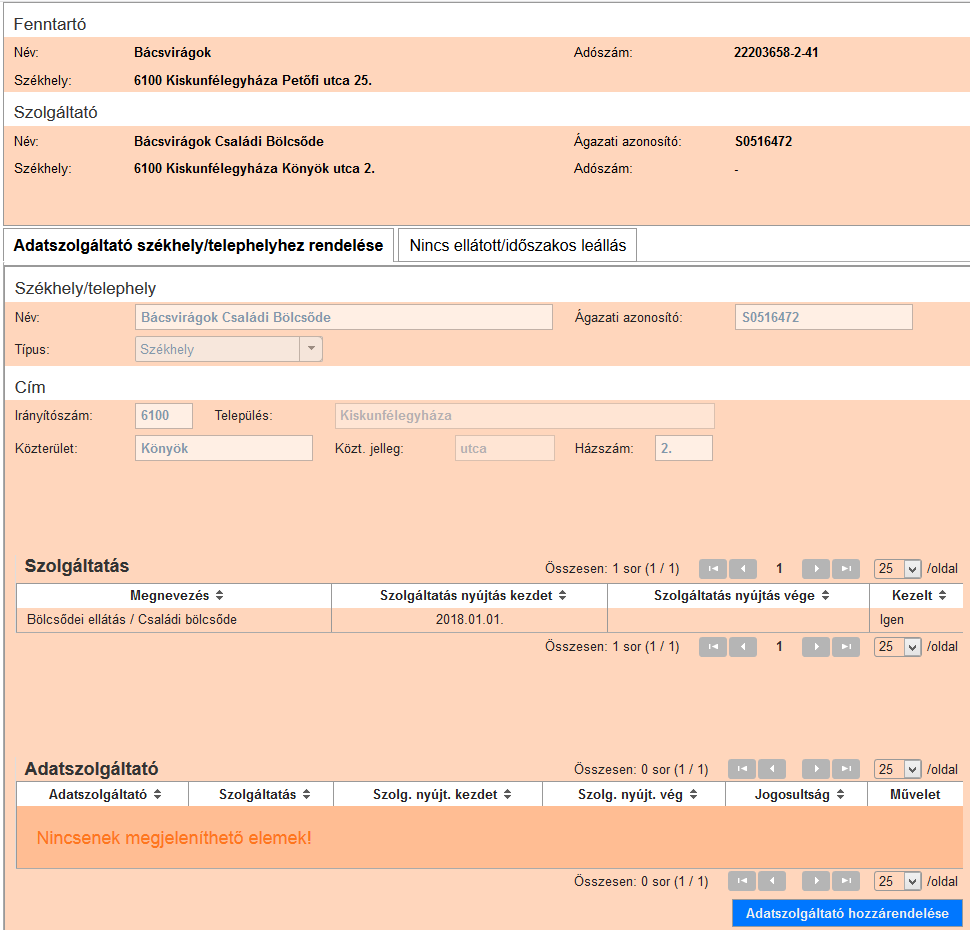 Fenntartó
Név: Bácsvirágok Adószám: 22203658-2-41
Székhely: 6100 Kiskunfélegyháza Petőfi utca 25.
Szolgáltató
Név: Bácsvirágok Családi Bölcsőde Ágazati azonosító: S0516472
Székhely: 6100 Kiskunfélegyháza Könyök utca 2. Adószám: -
Adatszolgáltató székhely/telephelyhez rendelése Nincs ellátott/időszakos leállás
Székhely/telephely
Név: Bácsvirágok Családi Bölcsőde Ágazati azonosító: S0516472
Típus: Székhely
Cím
Irányítószám: 6100 Település: Kiskunfélegyháza
Közterület: Könyök Közt. jelleg: utca Házszám: 2.
Szolgáltatás Összesen: 1 sor (1 / 1) 1 25 /oldal
Megnevezés Szolgáltatás nyújtás kezdet Szolgáltatás nyújtás vége Kezelt
Bölcsődei ellátás / Családi bölcsőde 2018.01.01. Igen
Összesen: 1 sor (1 / 1) 1 25 /oldal
Adatszolgáltató Összesen: 0 sor (1 / 1) 25 /oldal
Adatszolgáltató Szolgáltatás Szolg. nyújt. kezdet Szolg. nyújt. vég Jogosultság Művelet
Nincsenek megjeleníthető elemek!
Összesen: 0 sor (1 / 1) 25 /oldal
Adatszolgáltató hozzárendelése